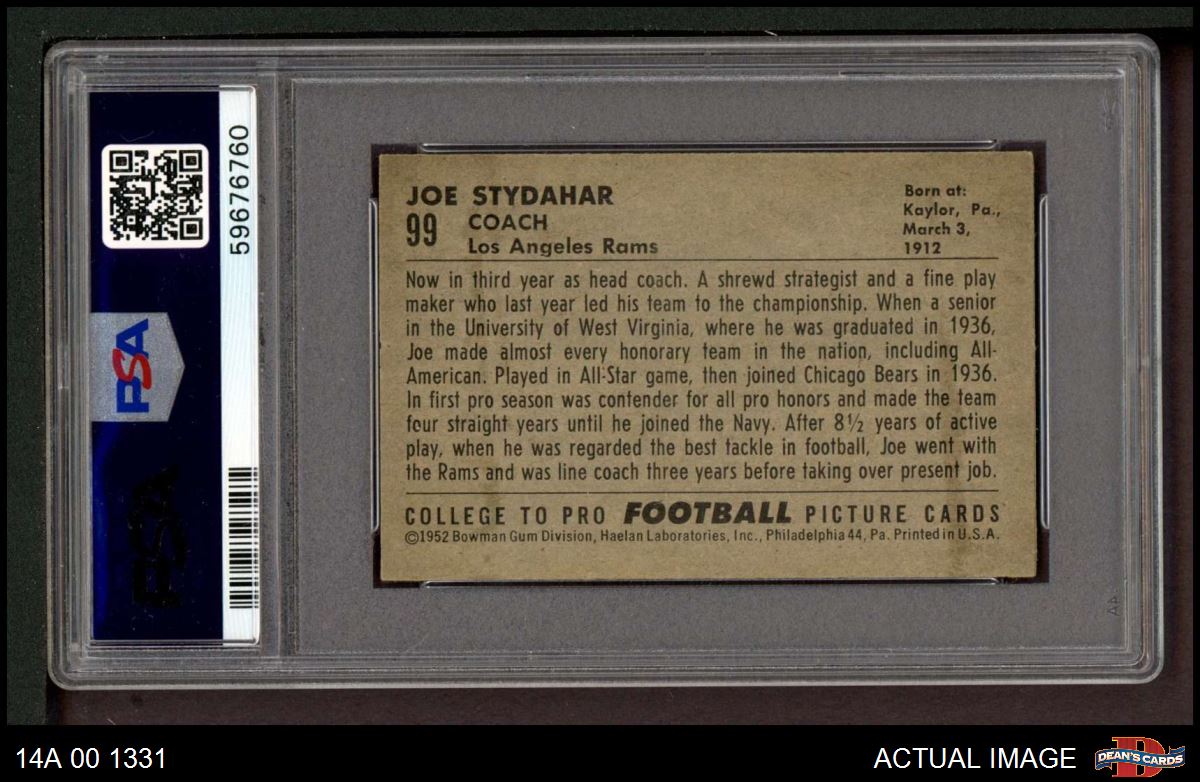 59676760
PSA
PSA
JOE STYDAHAR
99
COACH
Los Angeles Rams
Born at:
Kaylor, Pa.,
March 3,
1912
Now in third year as head coach. A shrewd strategist and a fine play
maker who last year led his team to the championship. When a senior
in the University of West Virginia, where he was graduated in 1936,
Joe made almost every honorary team in the nation, including All-
American. Played in All-Star game, then joined Chicago Bears in 1936.
In first pro season was contender for all pro honors and made the team
four straight years until he joined the Navy. After 8½ years of active
play, when he was regarded the best tackle in football, Joe went with
the Rams and was line coach three years before taking over present job.
COLLEGE TO PRO FOOTBALL PICTURE CARDS
©1952 Bowman Gum Division, Haelan Laboratories, Inc., Philadelphia 44, Pa. Printed in U.S.A.
14A 00 1331
ACTUAL IMAGE
DEAN'S CARDS